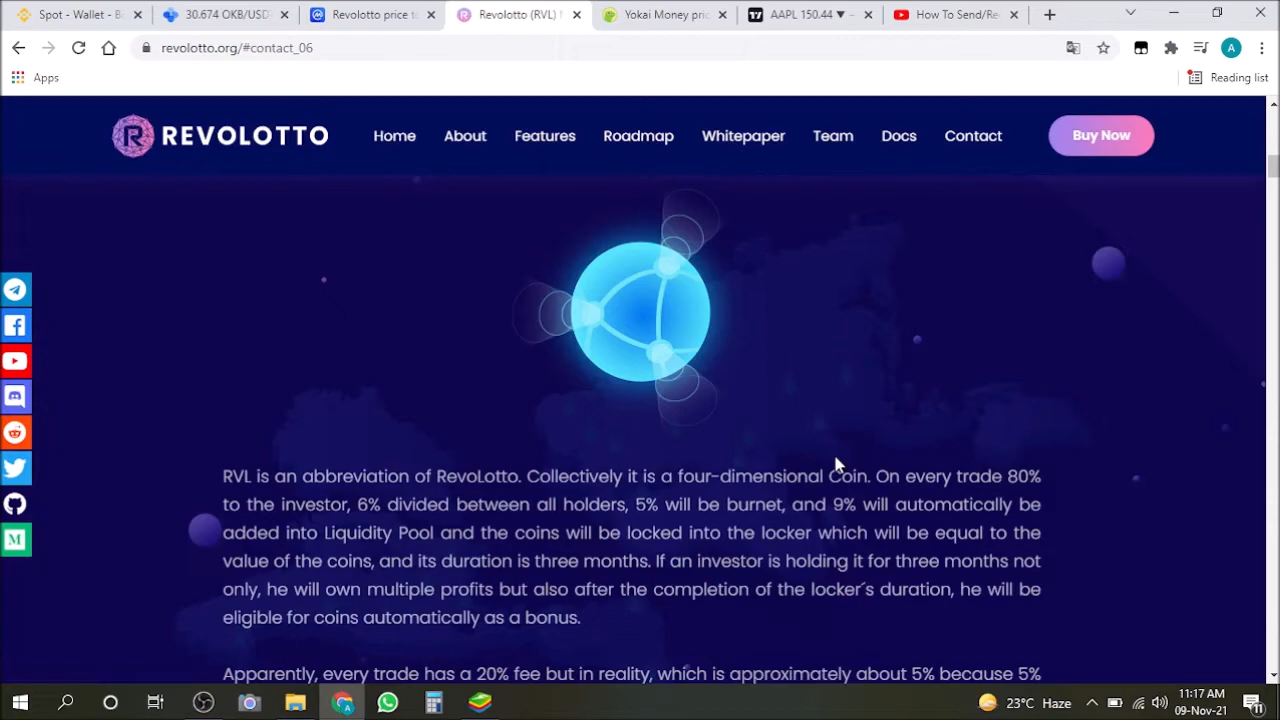 Spot - Wallet - B
30.674 OKB/USD
Revolotto price to
Revolotto (RVL) N
Yokai Money pric
AAPL 150.44 ▼ −
How To Send/Re
revolotto.org/#contact_06
A
Apps
Reading list
REVOLOTTO
Home
About
Features
Roadmap
Whitepaper
Team
Docs
Contact
Buy Now
RVL is an abbreviation of RevoLotto. Collectively it is a four-dimensional Coin. On every trade 80%
to the investor, 6% divided between all holders, 5% will be burnet, and 9% will automatically be
added into Liquidity Pool and the coins will be locked into the locker which will be equal to the
value of the coins, and its duration is three months. If an investor is holding it for three months not
only, he will own multiple profits but also after the completion of the locker´s duration, he will be
eligible for coins automatically as a bonus.
Apparently, every trade has a 20% fee but in reality, which is approximately about 5% because 5%
23°C Haze
11:17 AM
09-Nov-21